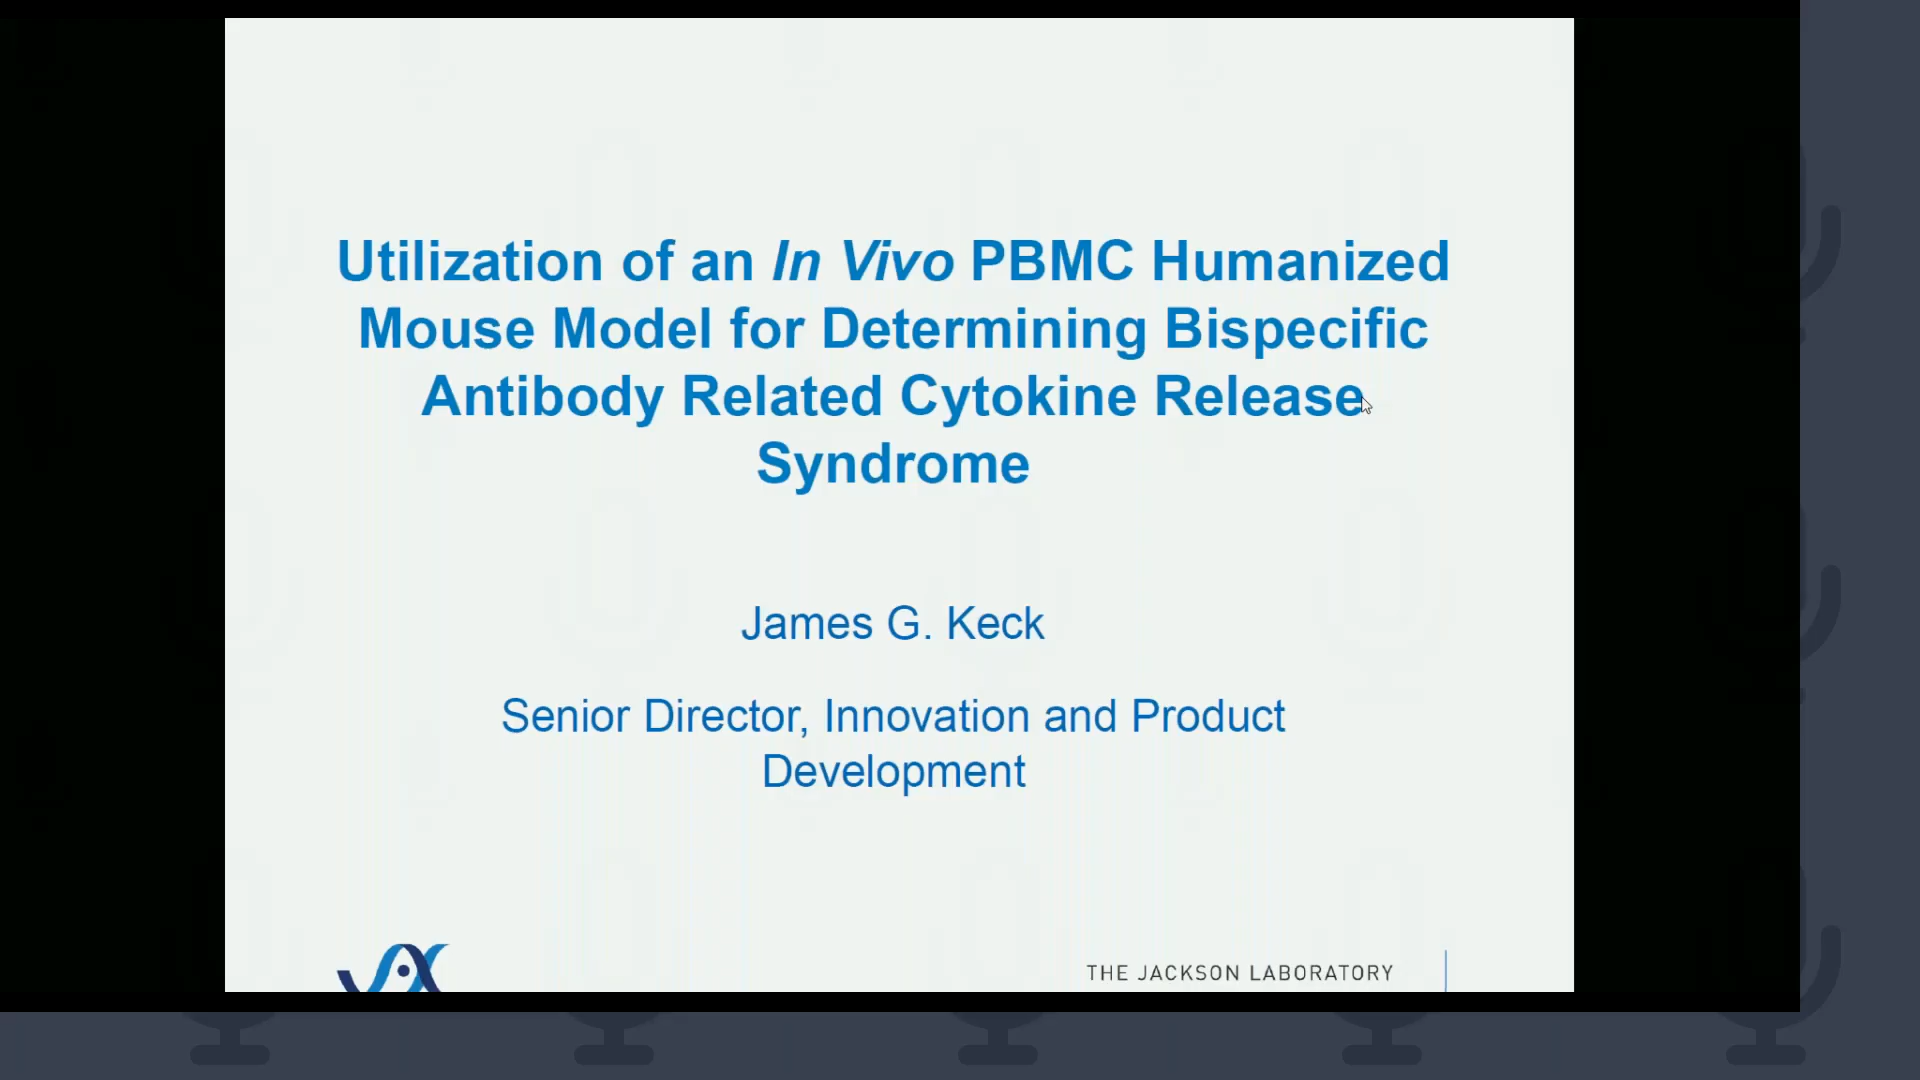 Utilization of an In Vivo PBMC Humanized
Mouse Model for Determining Bispecific
Antibody Related Cytokine Release
Syndrome
James G. Keck
Senior Director, Innovation and Product
Development
THE JACKSON LABORATORY